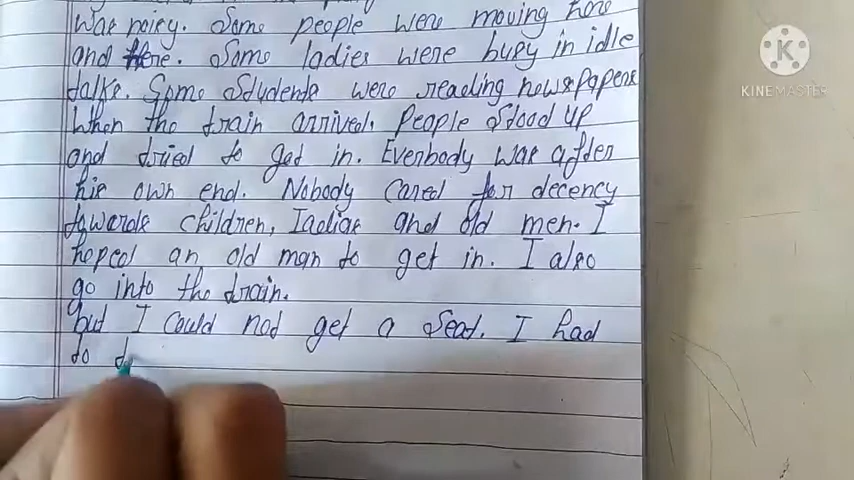 was noisy. Some people were moving here
and there. Some ladies were busy in idle
talks. Some Students were reading newspapers
When the train arrived. People Stood up
and tried to get in. Everbody was after
his own end. Nobody cared for decency
towards children, Iadias and old men. I
heped an old man to get in. I also
go into the train.
but I could not get a Seat. I had
to
KINEMASTER